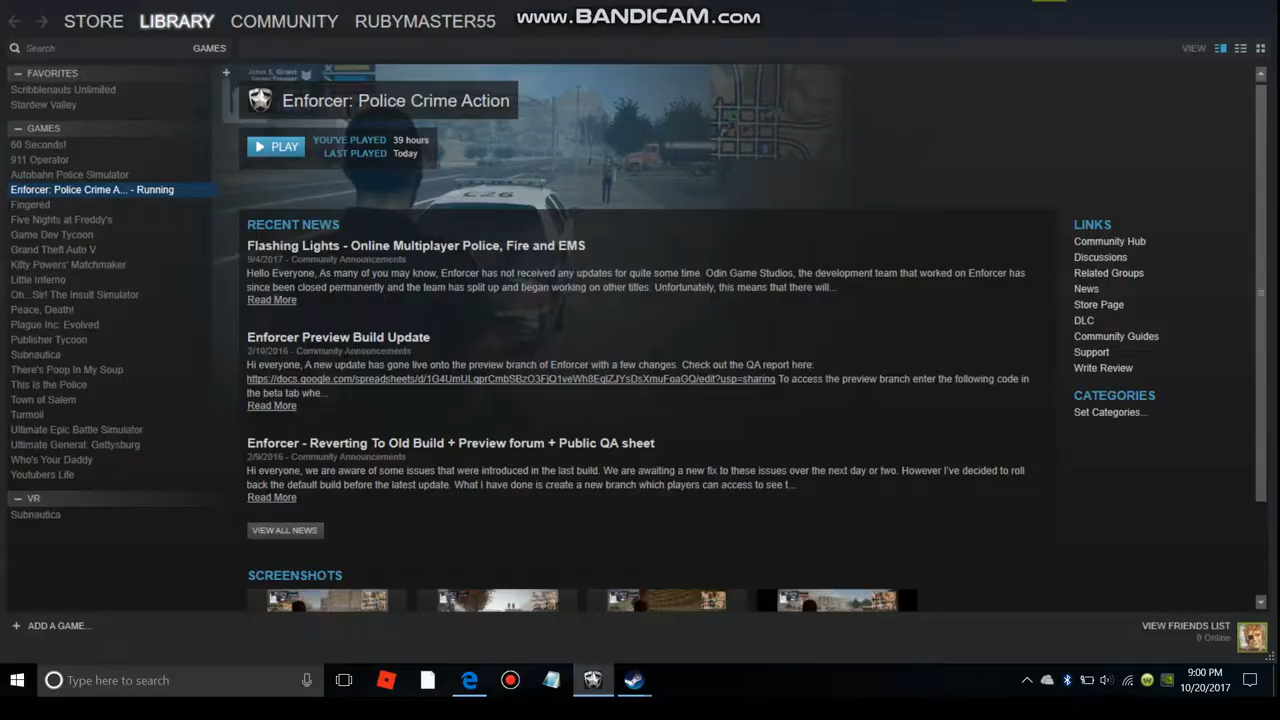 www.BANDICAM.com
STORE LIBRARY COMMUNITY RUBYMASTER55
Search GAMES VIEW
FAVORITES
Scribblenauts Unlimited
Stardew Valley
GAMES
60 Seconds!
911 Operator
Autobahn Police Simulator
Enforcer: Police Crime A... - Running
Fingered
Five Nights at Freddy's
Game Dev Tycoon
Grand Theft Auto V
Kitty Powers' Matchmaker
Little Inferno
Oh...Sir! The Insult Simulator
Peace, Death!
Plague Inc: Evolved
Publisher Tycoon
Subnautica
There's Poop In My Soup
This Is the Police
Town of Salem
Turmoil
Ultimate Epic Battle Simulator
Ultimate General: Gettysburg
Who's Your Daddy
Youtubers Life
VR
Subnautica
John S. Grant
C26
Enforcer: Police Crime Action
PLAY
YOU'VE PLAYED 39 hours
LAST PLAYED Today
RECENT NEWS
Flashing Lights - Online Multiplayer Police, Fire and EMS
9/4/2017 - Community Announcements
Hello Everyone, As many of you may know, Enforcer has not received any updates for quite some time. Odin Game Studios, the development team that worked on Enforcer has
since been closed permanently and the team has split up and began working on other titles. Unfortunately, this means that there will...
Read More
Enforcer Preview Build Update
2/10/2016 - Community Announcements
Hi everyone, A new update has gone live onto the preview branch of Enforcer with a few changes. Check out the QA report here:
To access the preview branch enter the following code in
the beta tab whe...
Read More
Enforcer - Reverting To Old Build + Preview forum + Public QA sheet
2/9/2016 - Community Announcements
Hi everyone, we are aware of some issues that were introduced in the last build. We are awaiting a new fix to these issues over the next day or two. However I've decided to roll
back the default build before the latest update. What I have done is create a new branch which players can access to see t...
Read More
VIEW ALL NEWS
SCREENSHOTS
LINKS
Community Hub
Discussions
Related Groups
News
Store Page
DLC
Community Guides
Support
Write Review
CATEGORIES
Set Categories...
ADD A GAME...
VIEW FRIENDS LIST
9 Online
Type here to search
9:00 PM
10/20/2017